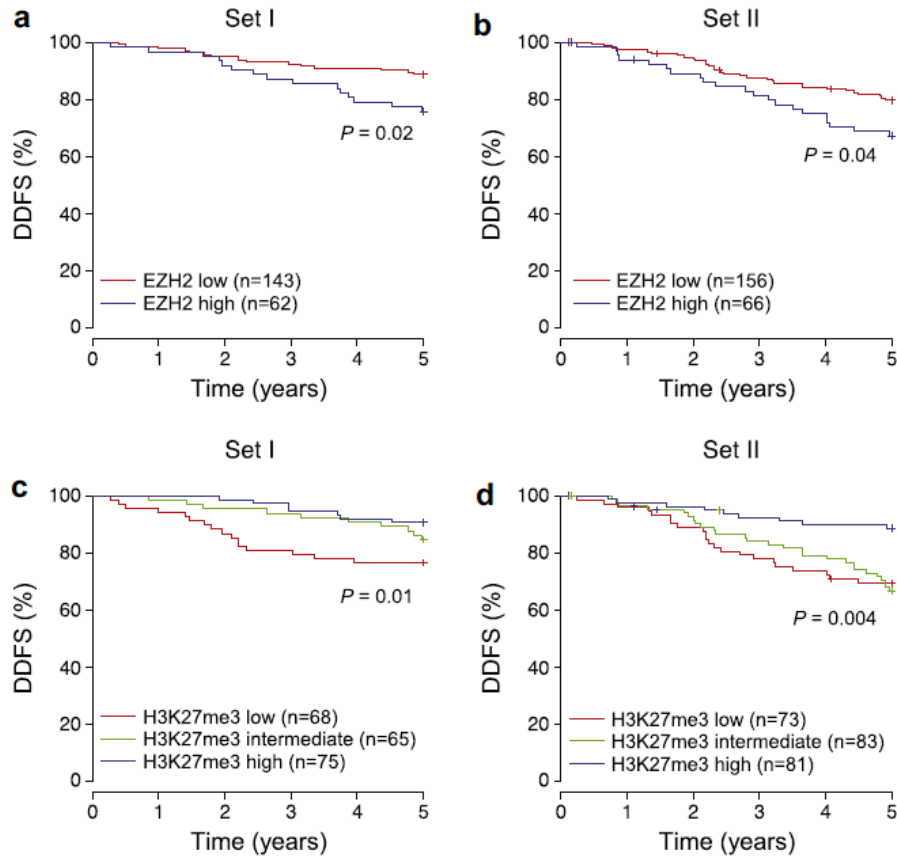 a
Set I
100
80
60
40
20
0
DDFS (%)
P = 0.02
EZH2 low (n=143)
EZH2 high (n=62)
0 1 2 3 4 5
Time (years)
b
Set II
100
80
60
40
20
0
DDFS (%)
P = 0.04
EZH2 low (n=156)
EZH2 high (n=66)
0 1 2 3 4 5
Time (years)
c
Set I
100
80
60
40
20
0
DDFS (%)
P = 0.01
H3K27me3 low (n=68)
H3K27me3 intermediate (n=65)
H3K27me3 high (n=75)
0 1 2 3 4 5
Time (years)
d
Set II
100
80
60
40
20
0
DDFS (%)
P = 0.004
H3K27me3 low (n=73)
H3K27me3 intermediate (n=83)
H3K27me3 high (n=81)
0 1 2 3 4 5
Time (years)